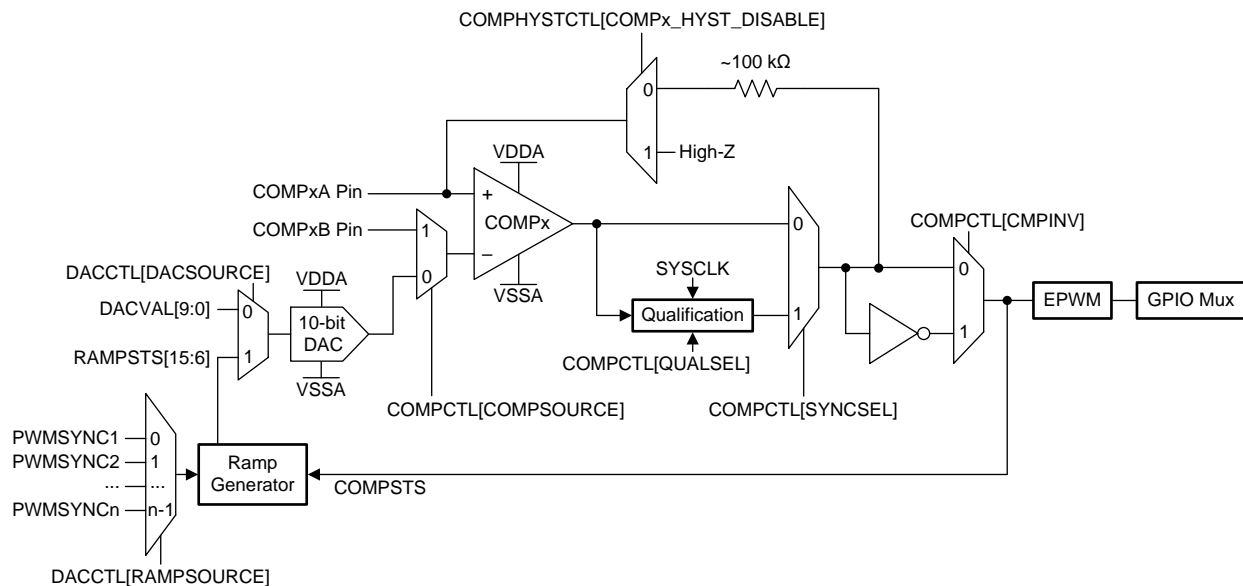 COMPHYSTCTL[COMPx_HYST_DISABLE]
~100 kΩ
0
1
High-Z
VDDA
COMPxA Pin
+
COMPx
COMPxB Pin
1
0
–
VSSA
0
1
COMPCTL[CMPINV]
0
1
DACCTL[DACSOURCE]
VDDA
SYSCLK
DACVAL[9:0]
0
10-bit
DAC
Qualification
EPWM
GPIO Mux
RAMPSTS[15:6]
1
VSSA
COMPCTL[QUALSEL]
COMPCTL[COMPSOURCE]
COMPCTL[SYNCSEL]
PWMSYNC1
0
PWMSYNC2
1
...
...
PWMSYNCn
n-1
Ramp
Generator
COMPSTS
DACCTL[RAMPSOURCE]